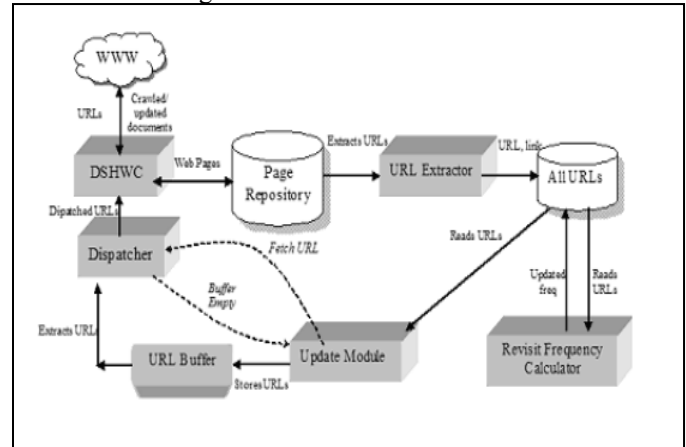 WWW
URLs
Crawled/
updated
documents
DSHWC
Web Pages
Page
Repository
Extracts URLs
URL Extractor
URL, link
All URLs
Dipatched URLs
Dispatcher
Fetch URL
Reads URLs
Buffer
Empty
Updated
freq
Reads
URLs
Extracts URLs
URL Buffer
Stores URLs
Update Module
Revisit Frequency
Calculator